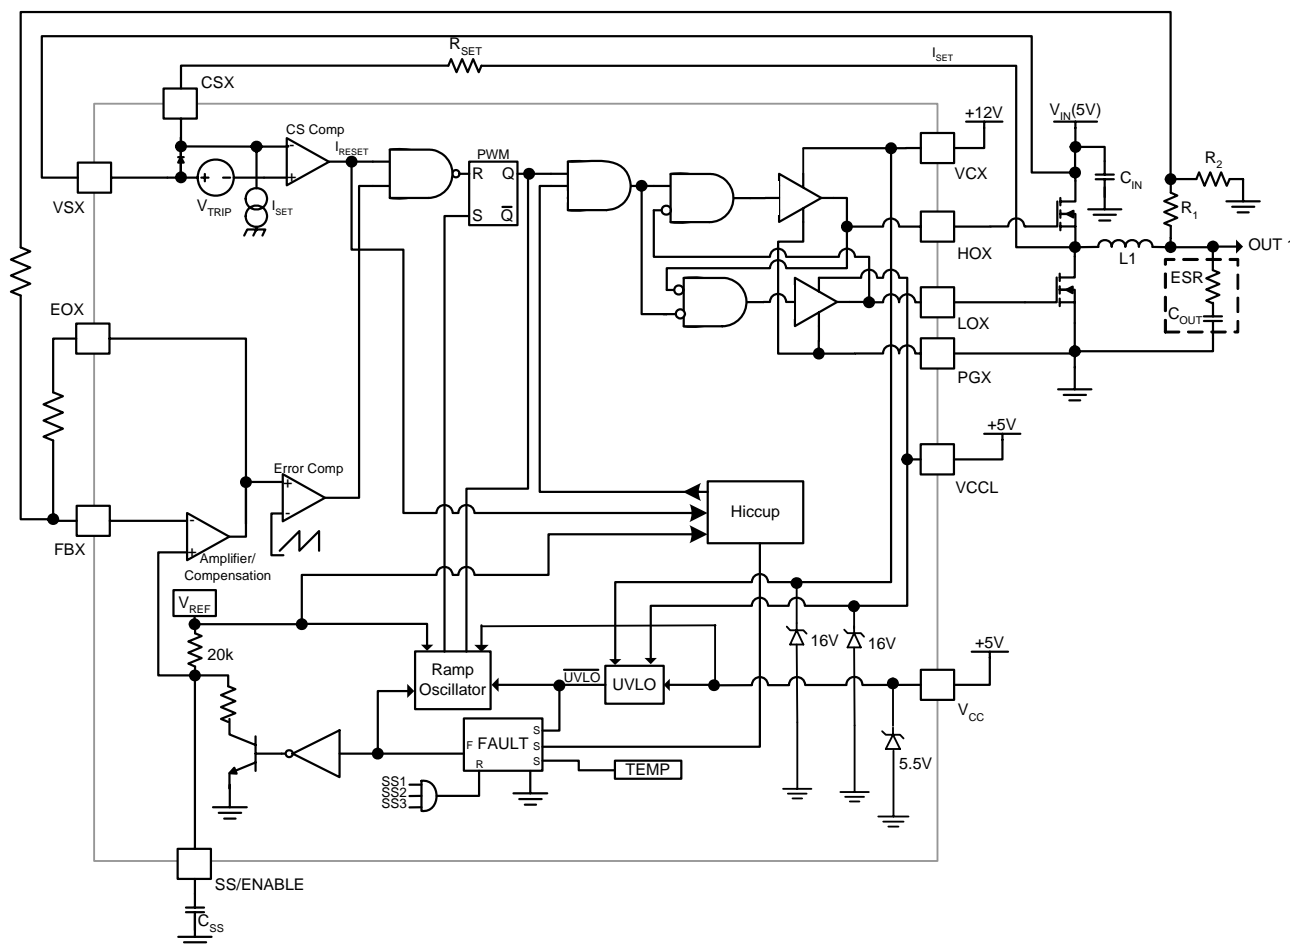 R_SET
I_SET
CSX
CS Comp
I_RESET
PWM
+12V
V_IN(5V)
VCX
R_2
C_IN
VSX
+
-
V_TRIP
I_SET
-
+
R
Q
S
Q̅
R_1
HOX
L1
OUT 1
ESR
C_OUT
EOX
LOX
PGX
+5V
Error Comp
+
-
VCCL
Hiccup
FBX
-
+
Amplifier/
Compensation
V_REF
20k
Ramp
Oscillator
U̅V̅L̅O̅
UVLO
16V
16V
+5V
V_CC
F
FAULT
S
S
S
R
TEMP
5.5V
SS1
SS2
SS3
SS/ENABLE
C_SS